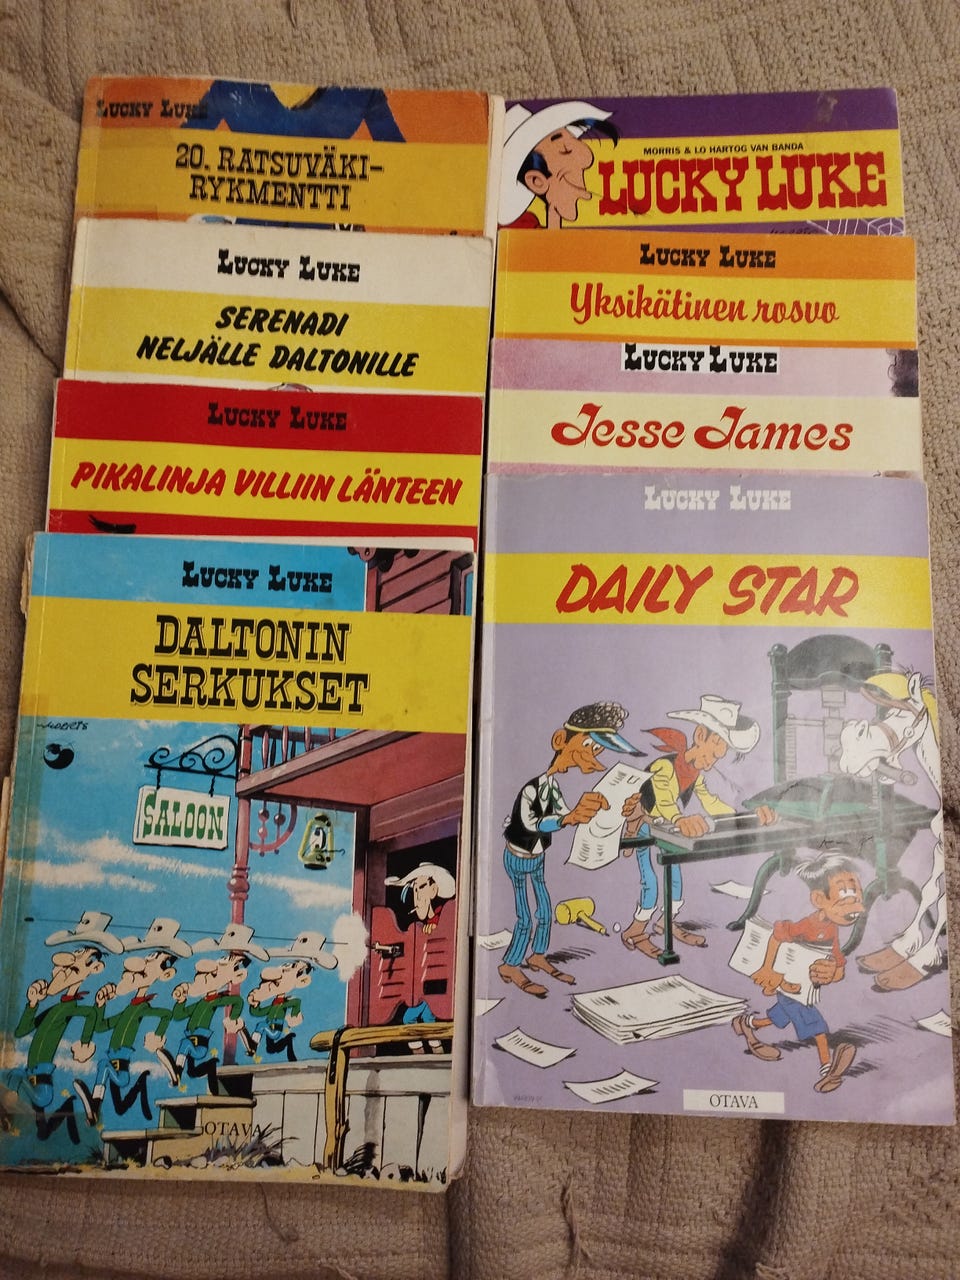 LUCKY LUKE
20. RATSUVÄKI-
RYKMENTTI
LUCKY LUKE
SERENADI
NELJÄLLE DALTONILLE
LUCKY LUKE
PIKALINJA VILLIIN LÄNTEEN
LUCKY LUKE
DALTONIN
SERKUKSET
MORRIS
SALOON
OTAVA
MORRIS & LO HARTOG VAN BANDA
LUCKY LUKE
LUCKY LUKE
Yksikätinen rosvo
LUCKY LUKE
Jesse James
LUCKY LUKE
DAILY STAR
OTAVA